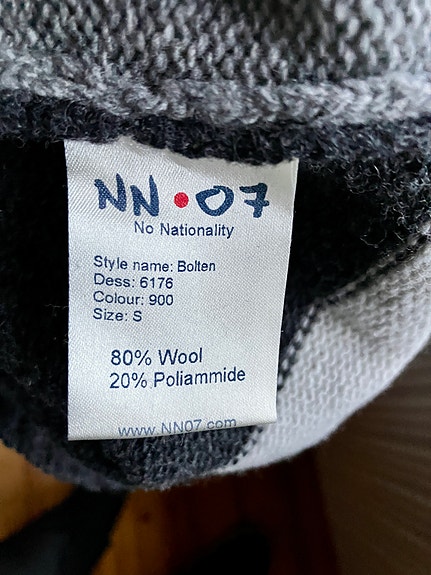 NN•07
No Nationality
Style name: Bolten
Dess: 6176
Colour: 900
Size: S
80% Wool
20% Poliammide
www.NN07.com